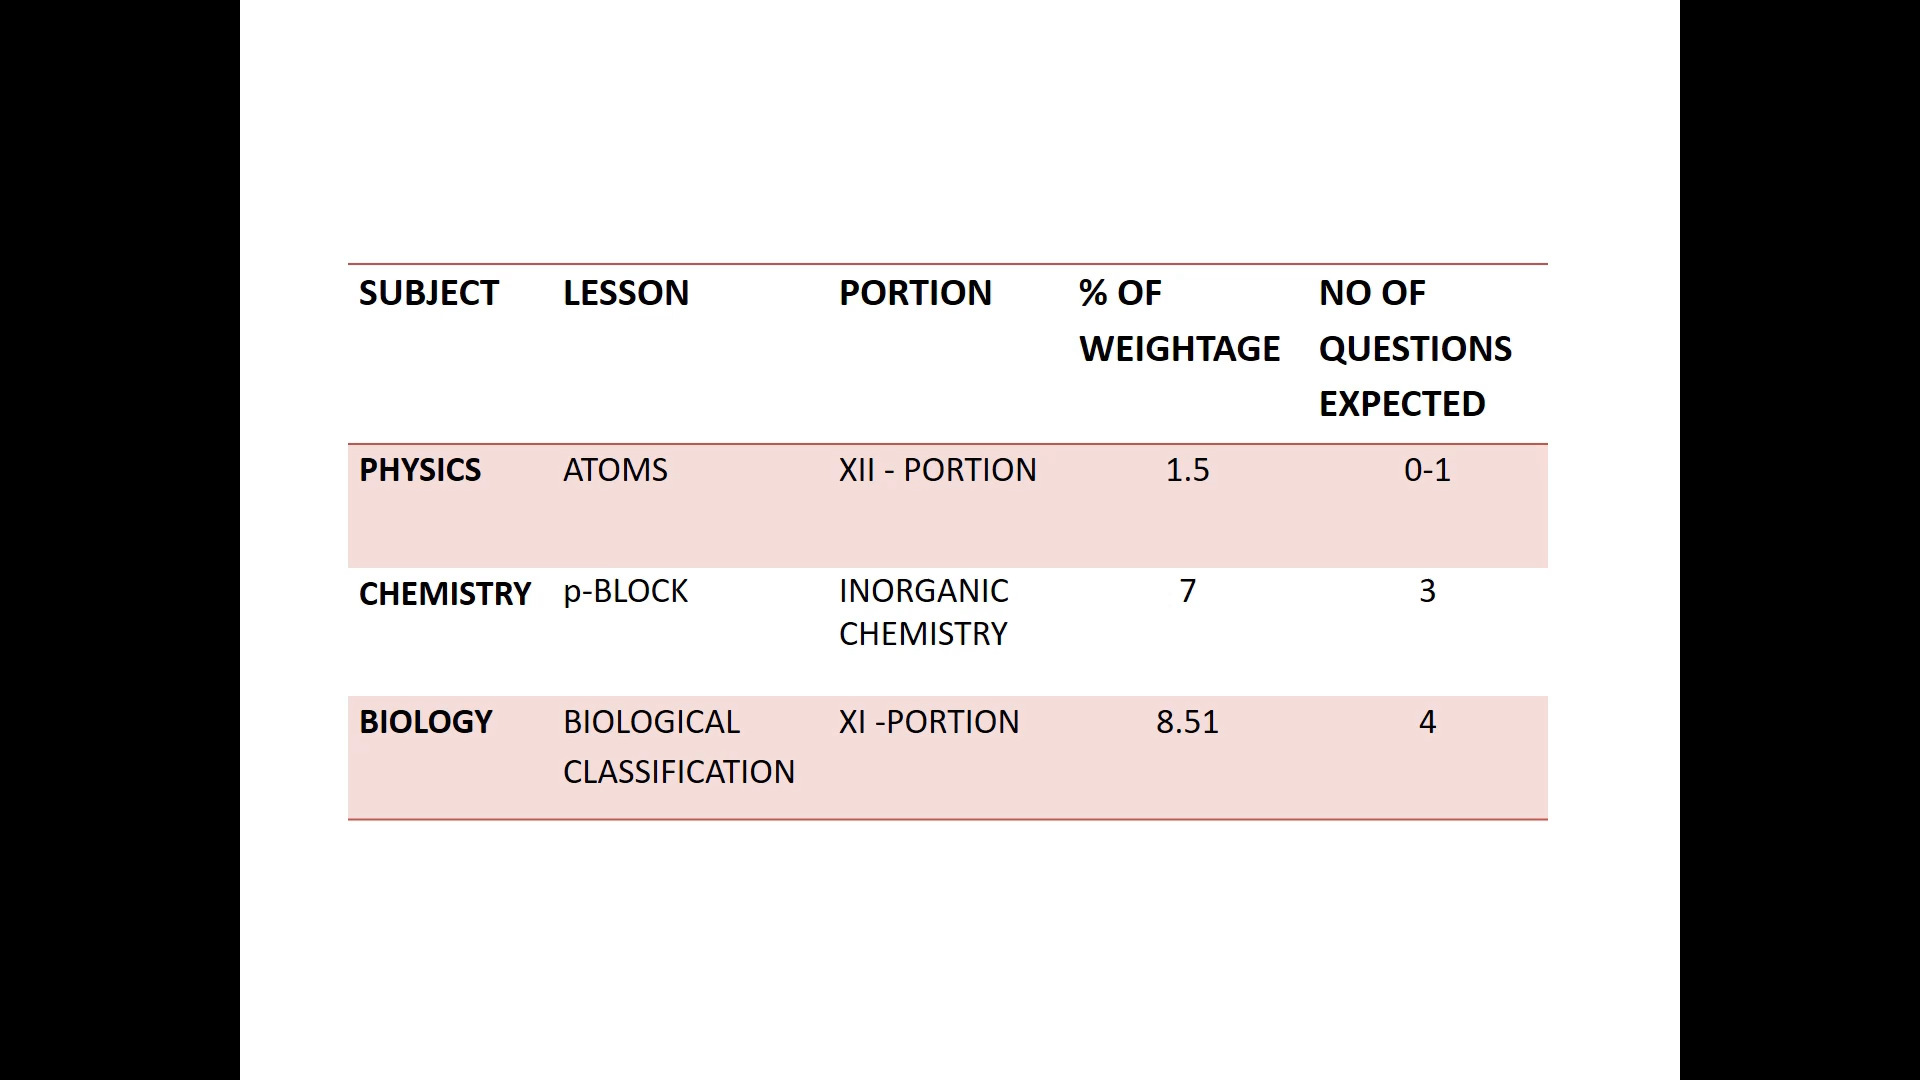 SUBJECT LESSON PORTION % OF WEIGHTAGE NO OF QUESTIONS EXPECTED
PHYSICS ATOMS XII - PORTION 1.5 0-1
CHEMISTRY p-BLOCK INORGANIC CHEMISTRY 7 3
BIOLOGY BIOLOGICAL CLASSIFICATION XI -PORTION 8.51 4